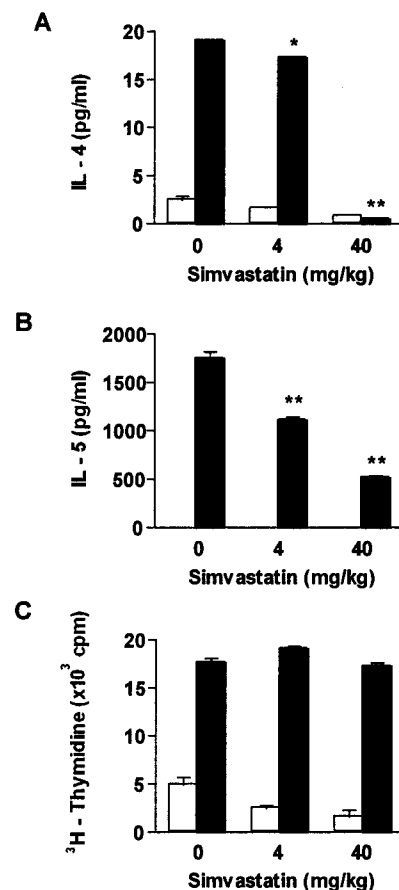 A
IL - 4 (pg/ml)
20
15
10
5
0
*
**
0 4 40
Simvastatin (mg/kg)
B
IL - 5 (pg/ml)
2000
1500
1000
500
0
**
**
0 4 40
Simvastatin (mg/kg)
C
³H - Thymidine (x10³ cpm)
20
15
10
5
0
0 4 40
Simvastatin (mg/kg)